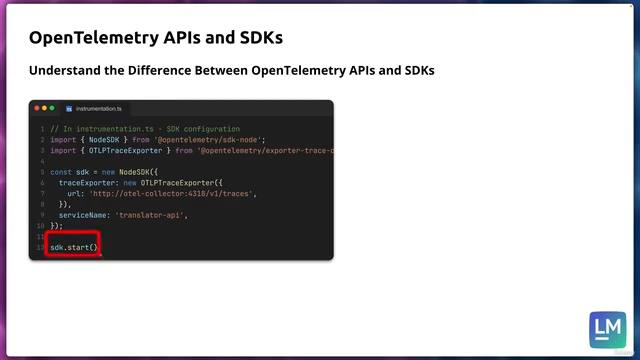 OpenTelemetry APIs and SDKs
Understand the Difference Between OpenTelemetry APIs and SDKs
TS instrumentation.ts
1 // In instrumentation.ts - SDK configuration
2 import { NodeSDK } from '@opentelemetry/sdk-node';
3 import { OTLPTraceExporter } from '@opentelemetry/exporter-trace-o
4
5 const sdk = new NodeSDK({
6 traceExporter: new OTLPTraceExporter({
7 url: 'http://otel-collector:4318/v1/traces',
8 }),
9 serviceName: 'translator-api',
10 });
11
sdk.start()
LM